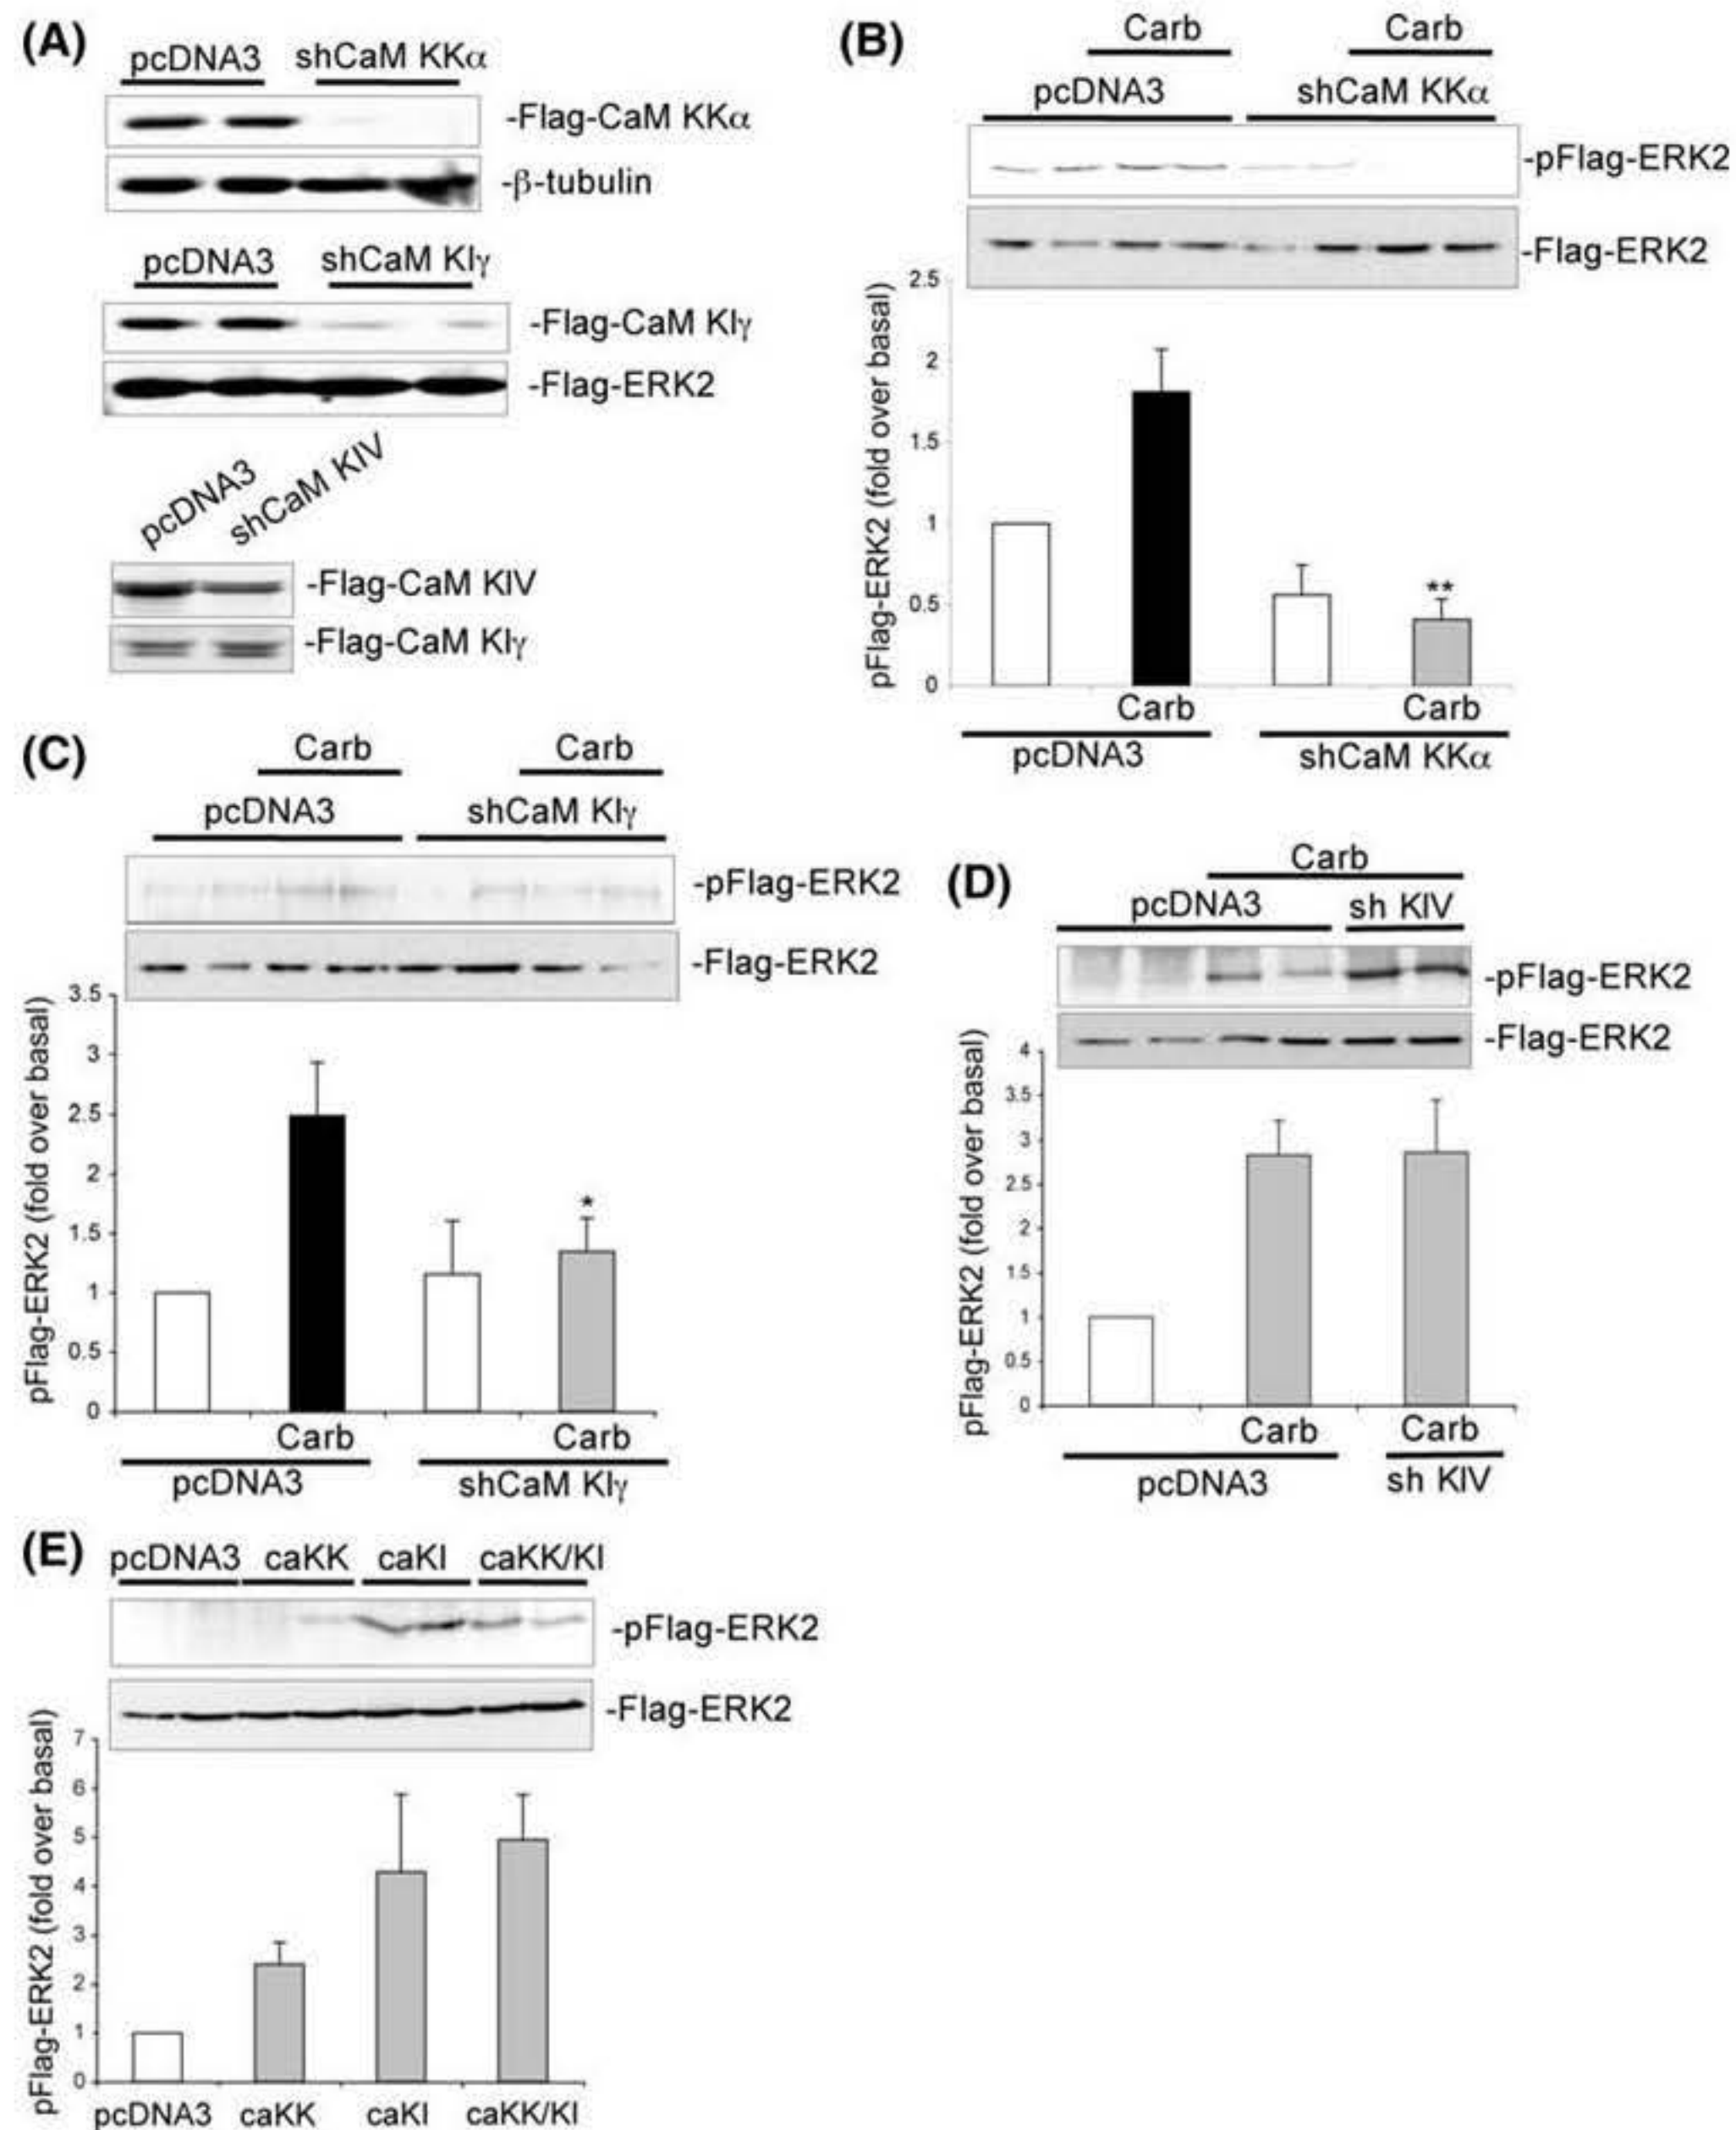 (A)
pcDNA3 shCaM KKα
-Flag-CaM KKα
-β-tubulin
pcDNA3 shCaM KIγ
-Flag-CaM KIγ
-Flag-ERK2
pcDNA3 shCaM KIV
-Flag-CaM KIV
-Flag-CaM KIγ
(B)
Carb Carb
pcDNA3 shCaM KKα
-pFlag-ERK2
-Flag-ERK2
pFlag-ERK2 (fold over basal)
2.5
2
1.5
1
0.5
0
**
Carb Carb
pcDNA3 shCaM KKα
(C)
Carb Carb
pcDNA3 shCaM KIγ
-pFlag-ERK2
-Flag-ERK2
pFlag-ERK2 (fold over basal)
3.5
3
2.5
2
1.5
1
0.5
0
*
Carb Carb
pcDNA3 shCaM KIγ
(D)
Carb
pcDNA3 sh KIV
-pFlag-ERK2
-Flag-ERK2
pFlag-ERK2 (fold over basal)
4
3.5
3
2.5
2
1.5
1
0.5
0
Carb Carb
pcDNA3 sh KIV
(E)
pcDNA3 caKK caKI caKK/KI
-pFlag-ERK2
-Flag-ERK2
pFlag-ERK2 (fold over basal)
7
6
5
4
3
2
1
0
pcDNA3 caKK caKI caKK/KI